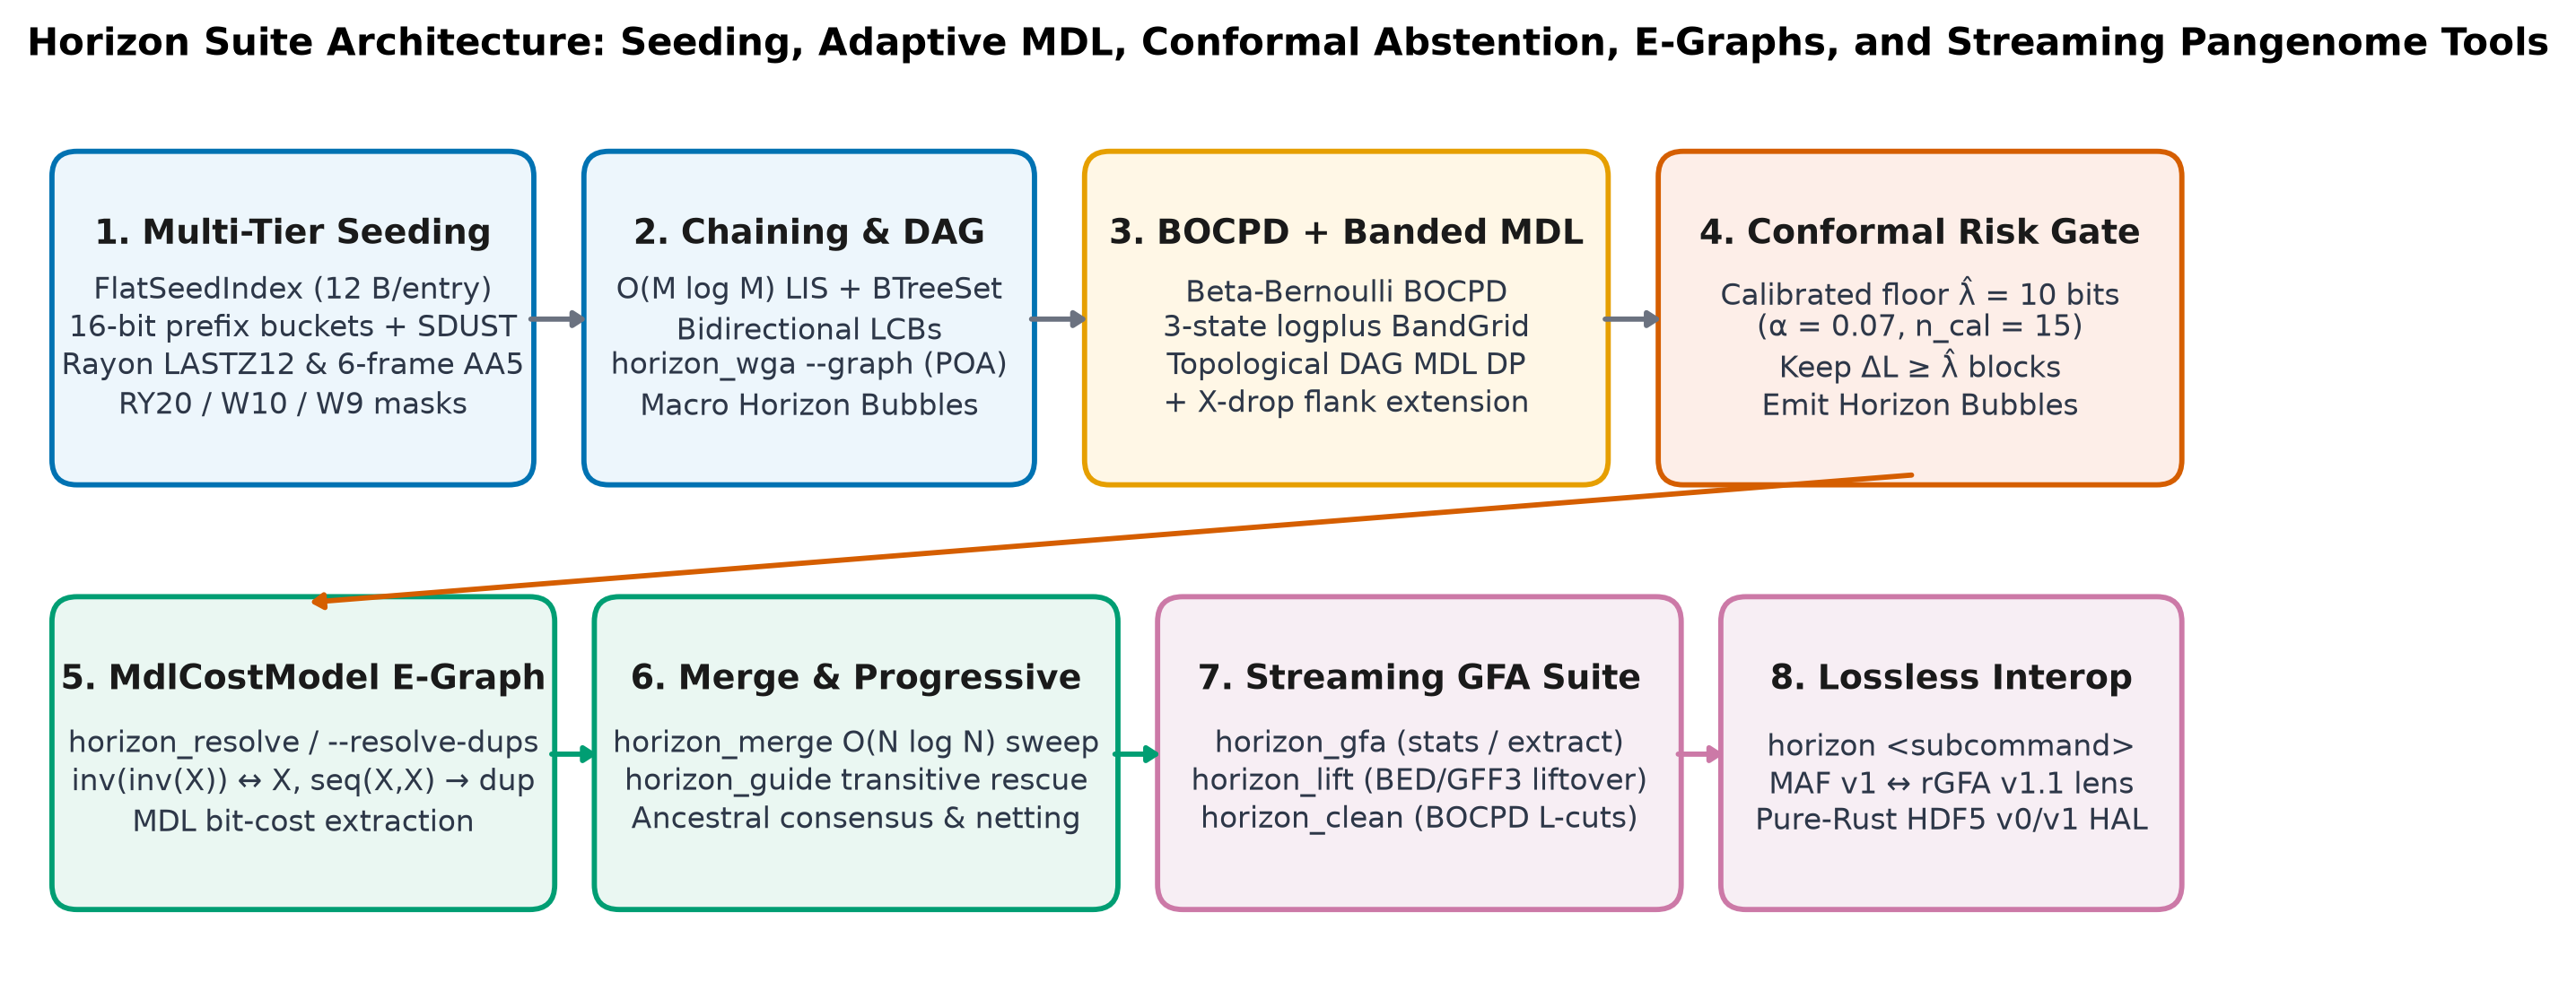 Horizon Suite Architecture: Seeding, Adaptive MDL, Conformal Abstention, E-Graphs, and Streaming Pangenome Tools
1. Multi-Tier Seeding
FlatSeedIndex (12 B/entry)
16-bit prefix buckets + SDUST
Rayon LASTZ12 & 6-frame AA5
RY20 / W10 / W9 masks
2. Chaining & DAG
O(M log M) LIS + BTreeSet
Bidirectional LCBs
horizon_wga --graph (POA)
Macro Horizon Bubbles
3. BOCPD + Banded MDL
Beta-Bernoulli BOCPD
3-state logplus BandGrid
Topological DAG MDL DP
+ X-drop flank extension
4. Conformal Risk Gate
Calibrated floor λ̂ = 10 bits
(α = 0.07, n_cal = 15)
Keep ΔL ≥ λ̂ blocks
Emit Horizon Bubbles
5. MdlCostModel E-Graph
horizon_resolve / --resolve-dups
inv(inv(X)) ↔ X, seq(X,X) → dup
MDL bit-cost extraction
6. Merge & Progressive
horizon_merge O(N log N) sweep
horizon_guide transitive rescue
Ancestral consensus & netting
7. Streaming GFA Suite
horizon_gfa (stats / extract)
horizon_lift (BED/GFF3 liftover)
horizon_clean (BOCPD L-cuts)
8. Lossless Interop
horizon <subcommand>
MAF v1 ↔ rGFA v1.1 lens
Pure-Rust HDF5 v0/v1 HAL